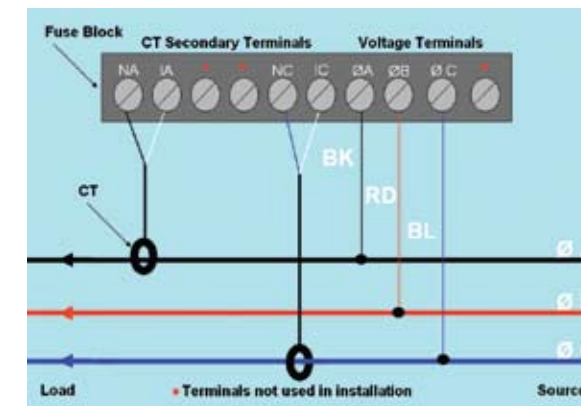 Fuse Block
CT Secondary Terminals Voltage Terminals
NA IA * * NC IC ØA ØB Ø C *
BK
RD
CT
BL
Ø
Ø
Ø
Load * Terminals not used in installation Source